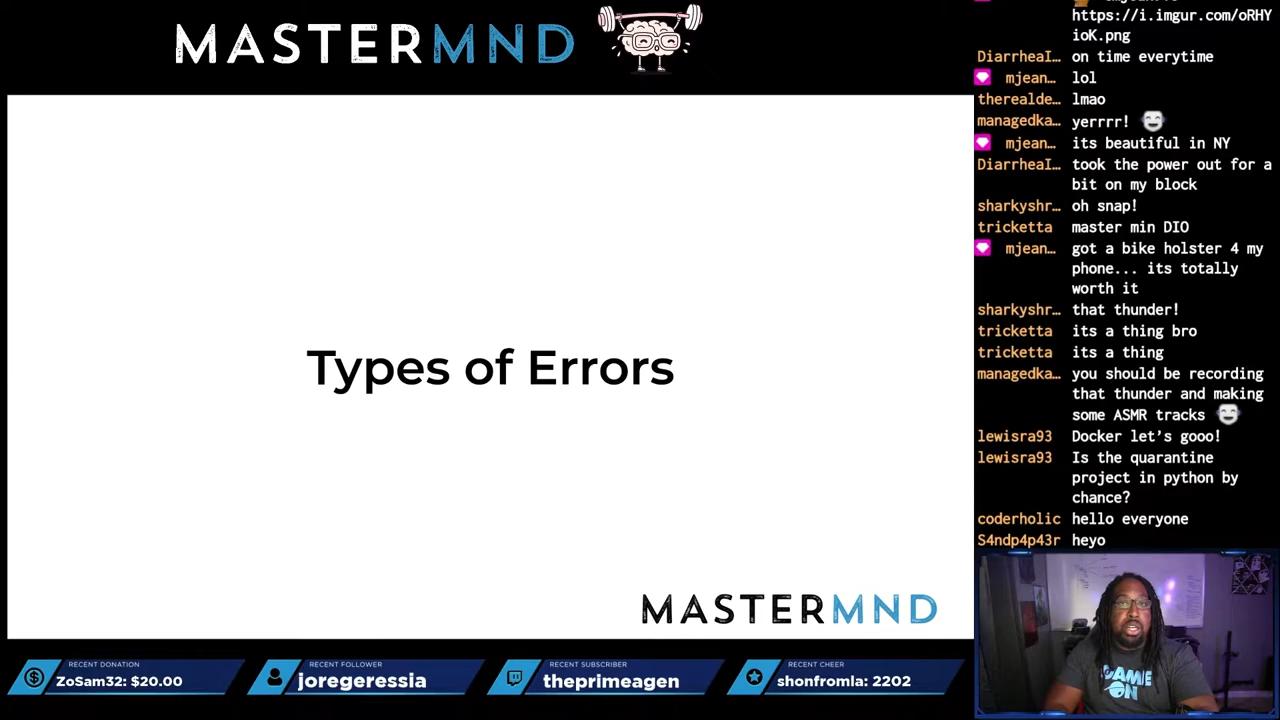 MASTERMND
Types of Errors
MASTERMND
https://i.imgur.com/oRHY
ioK.png
DiarrheaI… on time everytime
mjean… lol
therealde… lmao
managedka… yerrrr!
mjean… its beautiful in NY
DiarrheaI… took the power out for a
bit on my block
sharkyshr… oh snap!
tricketta master min DIO
mjean… got a bike holster 4 my
phone... its totally
worth it
sharkyshr… that thunder!
tricketta its a thing bro
tricketta its a thing
managedka… you should be recording
that thunder and making
some ASMR tracks
lewisra93 Docker let's gooo!
lewisra93 Is the quarantine
project in python by
chance?
coderholic hello everyone
S4ndp4p43r heyo
GAME
ON
RECENT DONATION
ZoSam32: $20.00
RECENT FOLLOWER
joregeressia
RECENT SUBSCRIBER
theprimeagen
RECENT CHEER
shonfromla: 2202